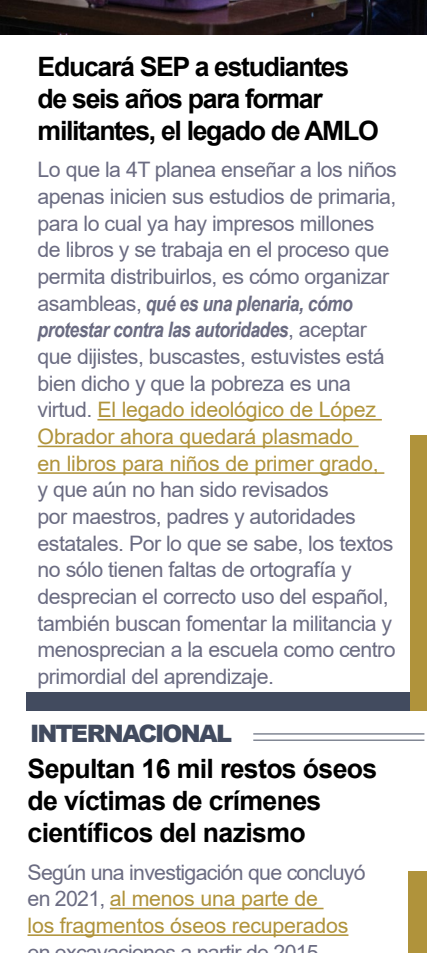 Educará SEP a estudiantes
de seis años para formar
militantes, el legado de AMLO
Lo que la 4T planea enseñar a los niños
apenas inicien sus estudios de primaria,
para lo cual ya hay impresos millones
de libros y se trabaja en el proceso que
permita distribuirlos, es cómo organizar
asambleas, qué es una plenaria, cómo
protestar contra las autoridades, aceptar
que dijistes, buscastes, estuvistes está
bien dicho y que la pobreza es una
virtud. El legado ideológico de López
Obrador ahora quedará plasmado
en libros para niños de primer grado,
y que aún no han sido revisados
por maestros, padres y autoridades
estatales. Por lo que se sabe, los textos
no sólo tienen faltas de ortografía y
desprecian el correcto uso del español,
también buscan fomentar la militancia y
menosprecian a la escuela como centro
primordial del aprendizaje.
INTERNACIONAL
Sepultan 16 mil restos óseos
de víctimas de crímenes
científicos del nazismo
Según una investigación que concluyó
en 2021, al menos una parte de
los fragmentos óseos recuperados
en excavaciones a partir de 2015